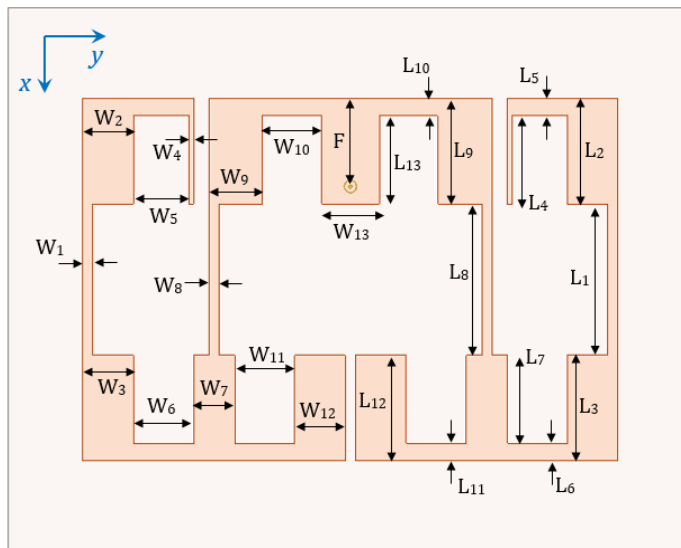 L₁₀
L₅
x
y
W₂
W₄
W₁₀
F
L₁₃
L₉
L₂
L₄
W₅
W₉
W₁₃
W₁
W₈
L₈
L₁
W₁₁
L₇
W₃
W₇
L₁₂
W₆
W₁₂
L₃
L₁₁
L₆